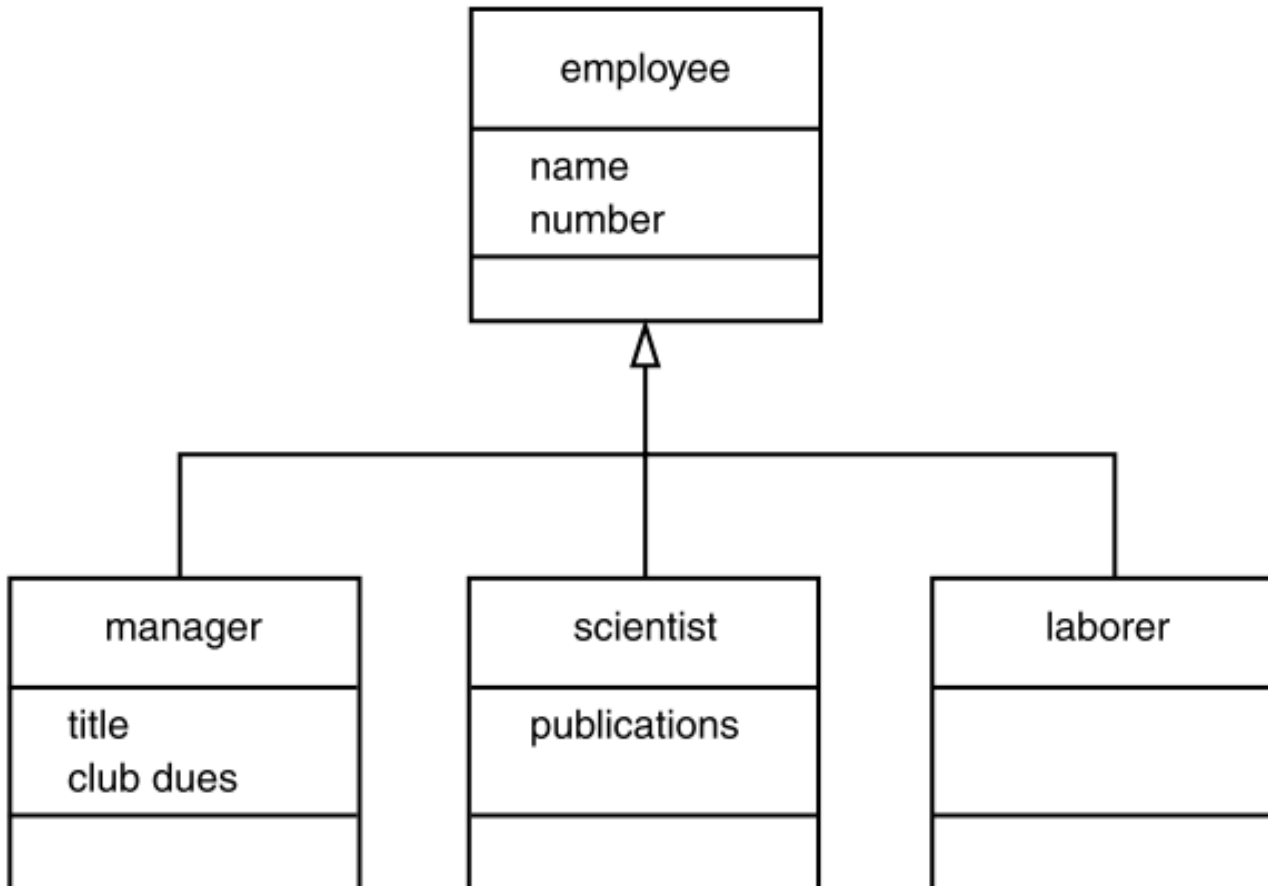 employee
name
number
manager
title
club dues
scientist
publications
laborer